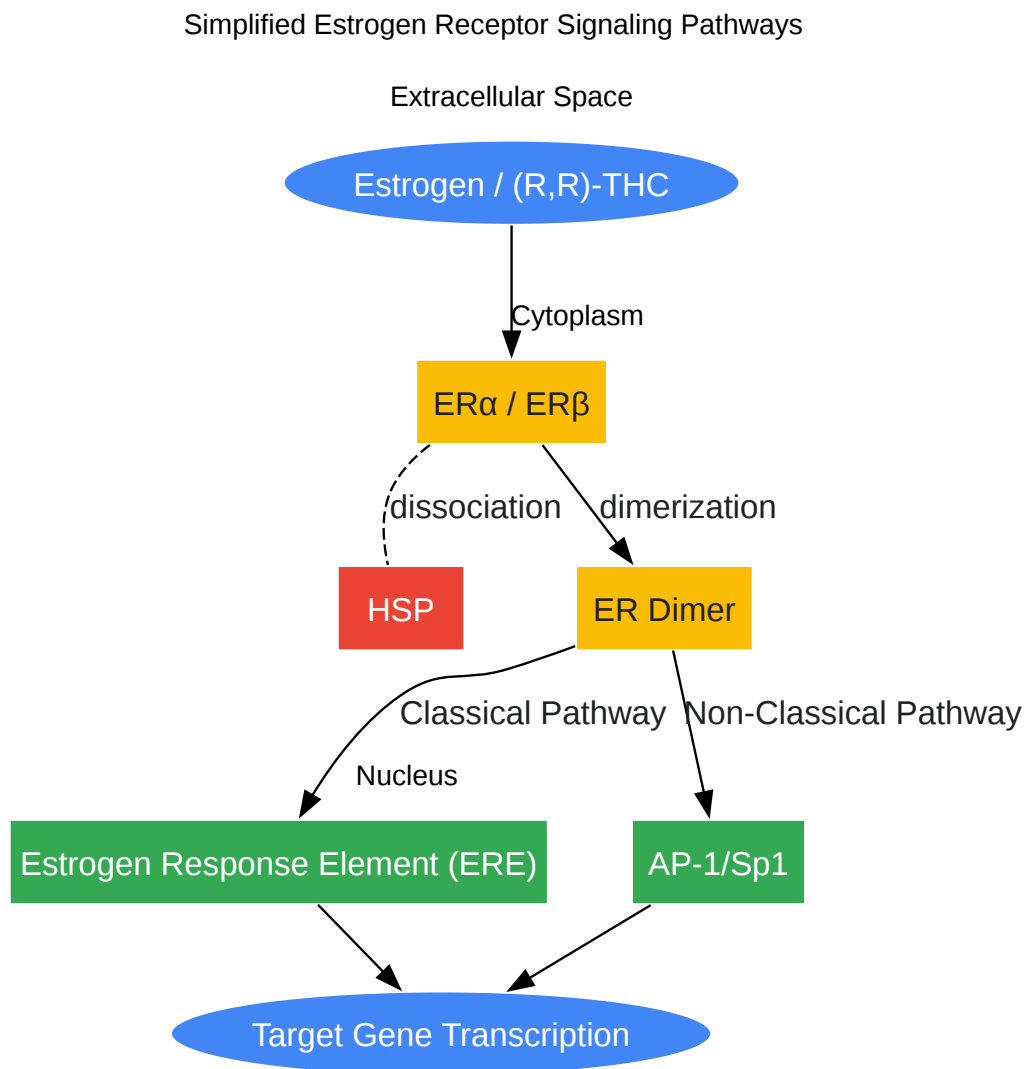 Simplified Estrogen Receptor Signaling Pathways
Extracellular Space
Estrogen / (R,R)-THC
Cytoplasm
ERα / ERβ
dissociation
dimerization
HSP
ER Dimer
Classical Pathway
Non-Classical Pathway
Nucleus
Estrogen Response Element (ERE)
AP-1/Sp1
Target Gene Transcription